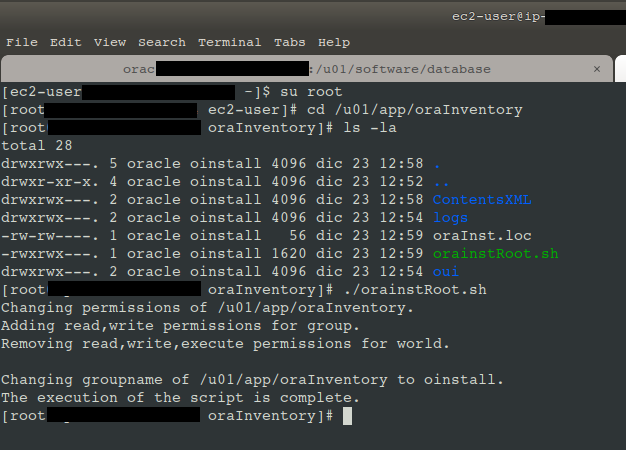 ec2-user@ip-
File Edit View Search Terminal Tabs Help
orac :/u01/software/database ×
[ec2-user ~]$ su root
[root ec2-user]# cd /u01/app/oraInventory
[root oraInventory]# ls -la
total 28
drwxrwx---. 5 oracle oinstall 4096 dic 23 12:58 .
drwxr-xr-x. 4 oracle oinstall 4096 dic 23 12:52 ..
drwxrwx---. 2 oracle oinstall 4096 dic 23 12:58 ContentsXML
drwxrwx---. 2 oracle oinstall 4096 dic 23 12:54 logs
-rw-rw----. 1 oracle oinstall 56 dic 23 12:59 oraInst.loc
-rwxrwx---. 1 oracle oinstall 1620 dic 23 12:59 orainstRoot.sh
drwxrwx---. 2 oracle oinstall 4096 dic 23 12:54 oui
[root oraInventory]# ./orainstRoot.sh
Changing permissions of /u01/app/oraInventory.
Adding read,write permissions for group.
Removing read,write,execute permissions for world.
Changing groupname of /u01/app/oraInventory to oinstall.
The execution of the script is complete.
[root oraInventory]#